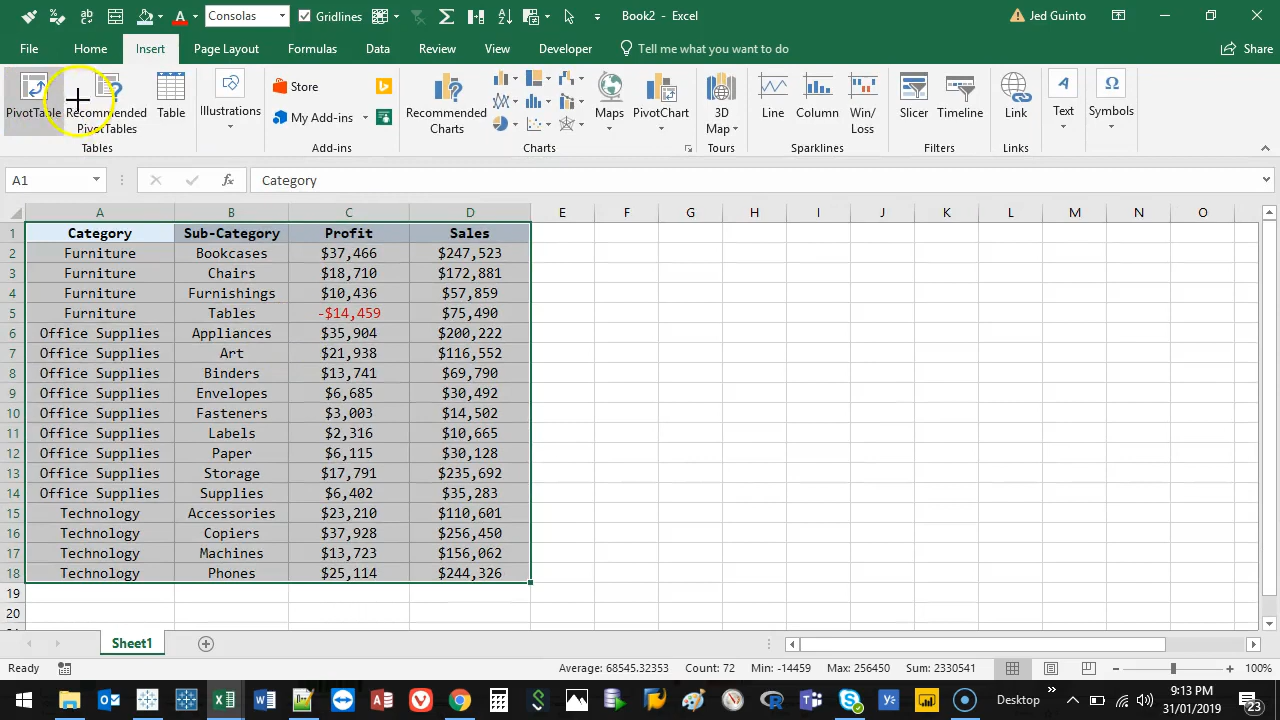 Consolas Gridlines Book2 - Excel Jed Guinto
File Home Insert Page Layout Formulas Data Review View Developer Tell me what you want to do Share
PivotTable Recommended PivotTables Table Illustrations Store My Add-ins Recommended Charts Maps PivotChart 3D Map Line Column Win/Loss Slicer Timeline Link Text Symbols
Tables Add-ins Charts Tours Sparklines Filters Links
A1 fx Category
A B C D E F G H I J K L M N O
1 Category Sub-Category Profit Sales
2 Furniture Bookcases $37,466 $247,523
3 Furniture Chairs $18,710 $172,881
4 Furniture Furnishings $10,436 $57,859
5 Furniture Tables -$14,459 $75,490
6 Office Supplies Appliances $35,904 $200,222
7 Office Supplies Art $21,938 $116,552
8 Office Supplies Binders $13,741 $69,790
9 Office Supplies Envelopes $6,685 $30,492
10 Office Supplies Fasteners $3,003 $14,502
11 Office Supplies Labels $2,316 $10,665
12 Office Supplies Paper $6,115 $30,128
13 Office Supplies Storage $17,791 $235,692
14 Office Supplies Supplies $6,402 $35,283
15 Technology Accessories $23,210 $110,601
16 Technology Copiers $37,928 $256,450
17 Technology Machines $13,723 $156,062
18 Technology Phones $25,114 $244,326
19
20
Sheet1
Ready Average: 68545.32353 Count: 72 Min: -14459 Max: 256450 Sum: 2330541 100%
Desktop 9:13 PM
31/01/2019 23